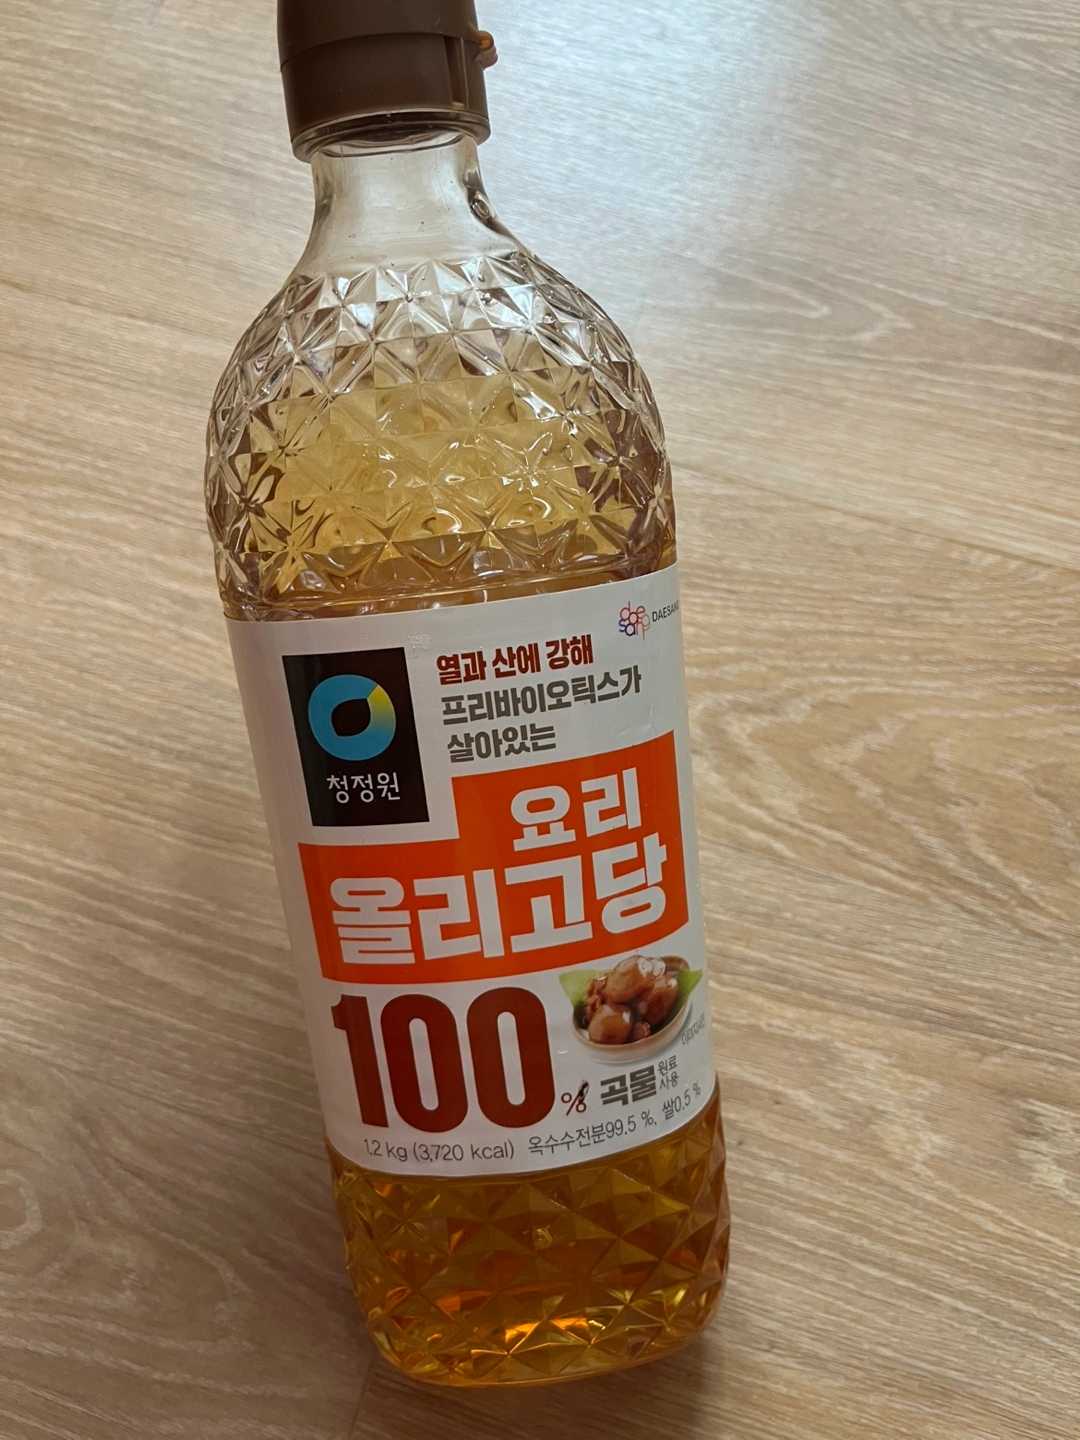 daesang DAESANG
열과 산에 강해
프리바이오틱스가
살아있는
청정원
요리
올리고당
100%
곡물 원료
사용
1.2 kg (3,720 kcal) 옥수수전분99.5 %, 쌀0.5 %